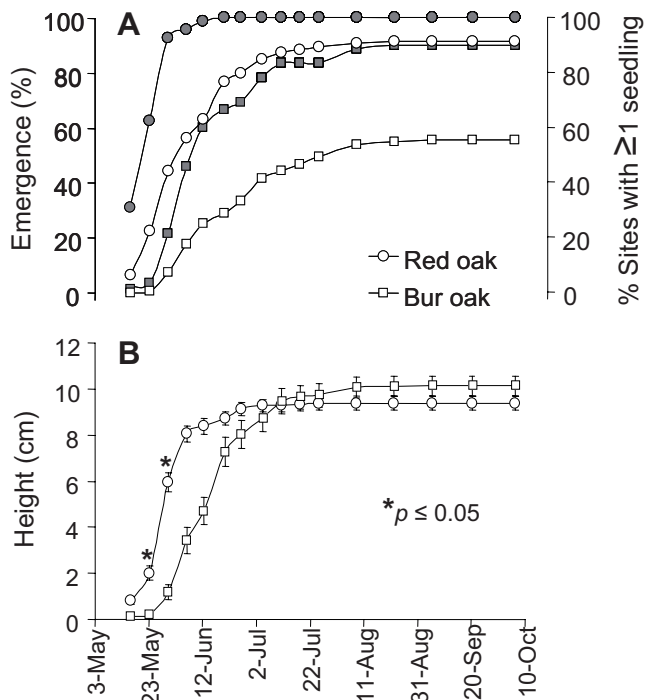 A
100
80
60
40
20
0
Emergence (%)
100
80
60
40
20
0
% Sites with ≥1 seedling
Red oak
Bur oak
B
12
10
8
6
4
2
0
Height (cm)
*
*
*p ≤ 0.05
3-May
23-May
12-Jun
2-Jul
22-Jul
11-Aug
31-Aug
20-Sep
10-Oct